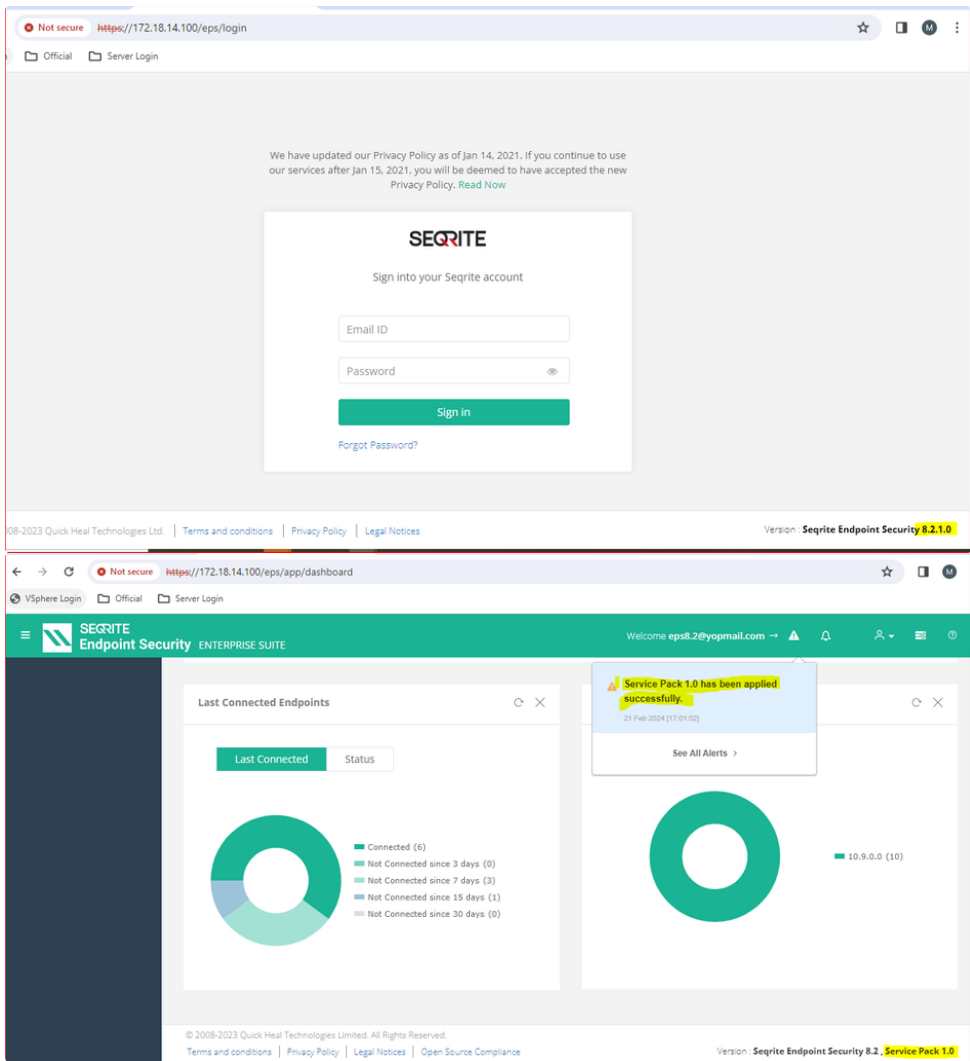 Not secure https://172.18.14.100/eps/login
M
Official Server Login
We have updated our Privacy Policy as of Jan 14, 2021. If you continue to use
our services after Jan 15, 2021, you will be deemed to have accepted the new
Privacy Policy. Read Now
SEQRITE
Sign into your Seqrite account
Email ID
Password
Sign in
Forgot Password?
08-2023 Quick Heal Technologies Ltd. | Terms and conditions | Privacy Policy | Legal Notices
Version : Seqrite Endpoint Security 8.2.1.0
Not secure https://172.18.14.100/eps/app/dashboard
M
VSphere Login Official Server Login
SEQRITE
Endpoint Security ENTERPRISE SUITE
Welcome eps8.2@yopmail.com →
Service Pack 1.0 has been applied
successfully.
21 Feb 2024 [17:01:02]
See All Alerts >
Last Connected Endpoints
Last Connected Status
Connected (6)
Not Connected since 3 days (0)
Not Connected since 7 days (3)
Not Connected since 15 days (1)
Not Connected since 30 days (0)
10.9.0.0 (10)
© 2008-2023 Quick Heal Technologies Limited. All Rights Reserved.
Terms and conditions | Privacy Policy | Legal Notices | Open Source Compliance
Version : Seqrite Endpoint Security 8.2 , Service Pack 1.0